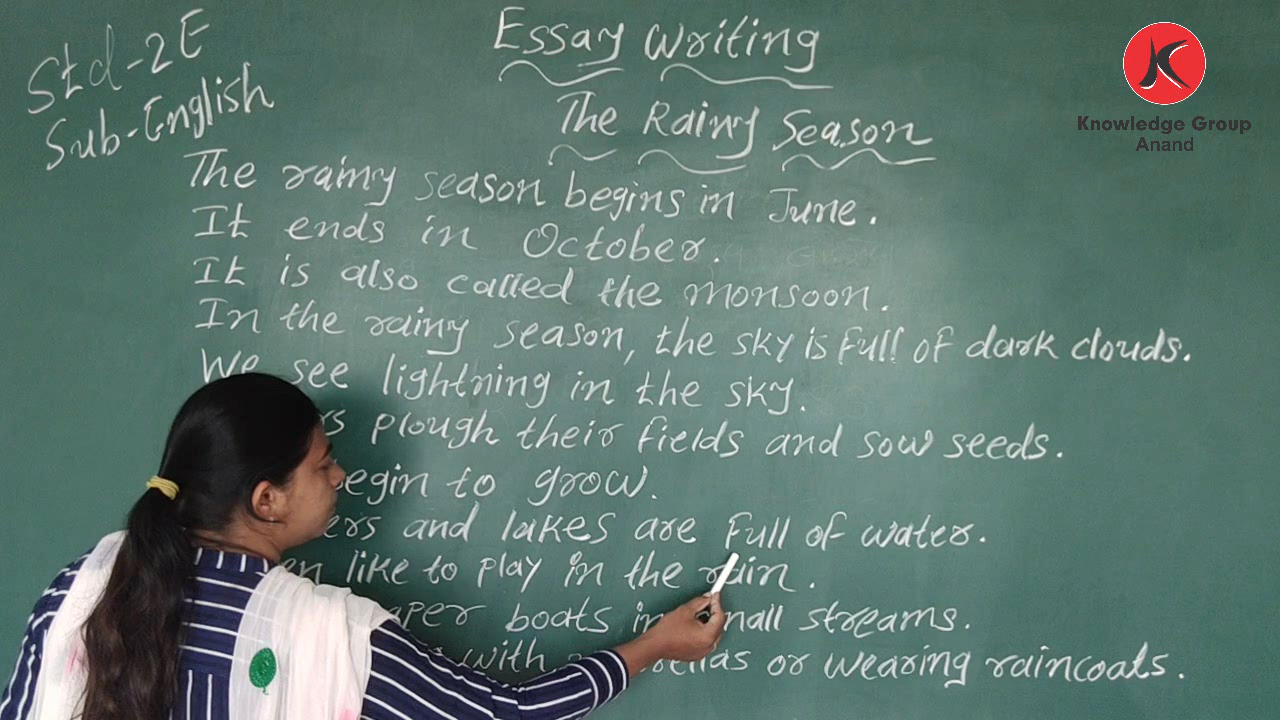 Std-2E
Sub-English
Essay Writing
The Rainy Season
Knowledge Group
Anand
The rainy season begins in June.
It ends in October.
It is also called the monsoon.
In the rainy season, the sky is full of dark clouds.
We see lightning in the sky.
plough their fields and sow seeds.
begin to grow.
and lakes are full of water.
like to play in the rain.
boats in small streams.
with or wearing raincoats.